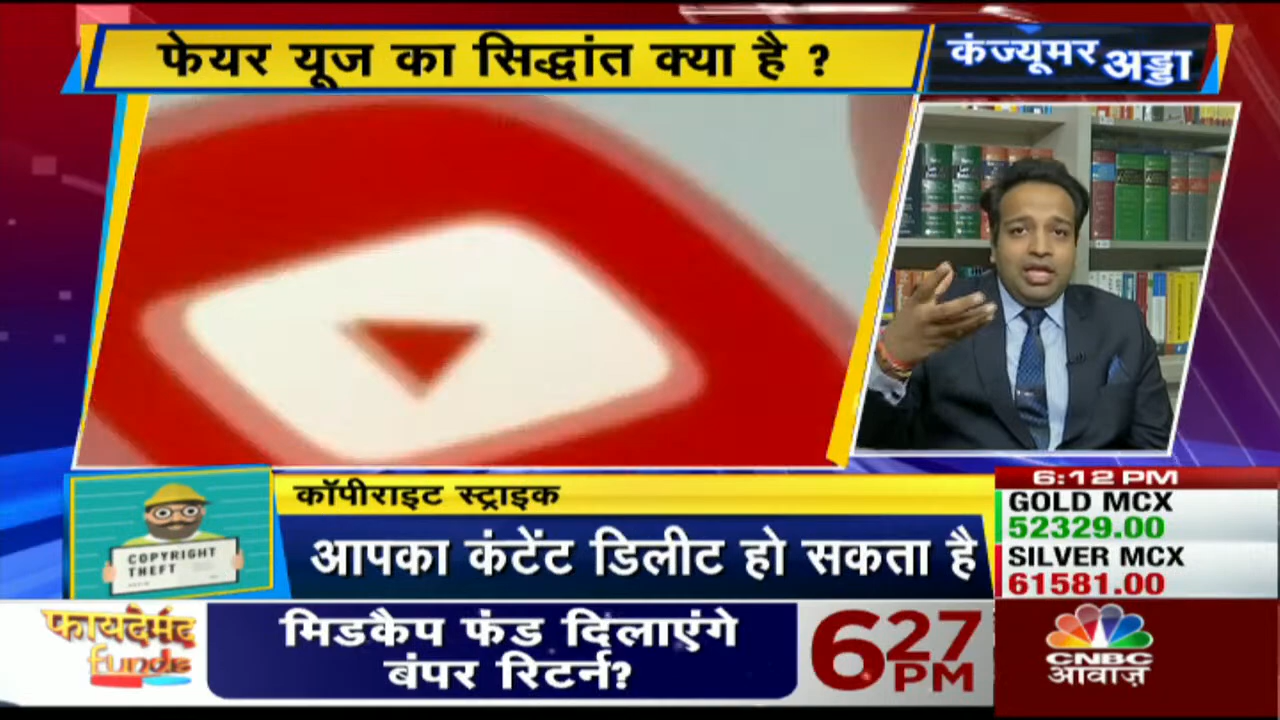 फेयर यूज का सिद्धांत क्या है ?
कंज्यूमर अड्डा
कॉपीराइट स्ट्राइक
आपका कंटेंट डिलीट हो सकता है
COPYRIGHT
THEFT
6:12 PM
GOLD MCX
52329.00
SILVER MCX
61581.00
फायदेमंद
funds
मिडकैप फंड दिलाएंगे
बंपर रिटर्न?
6:27
PM
CNBC
आवाज़